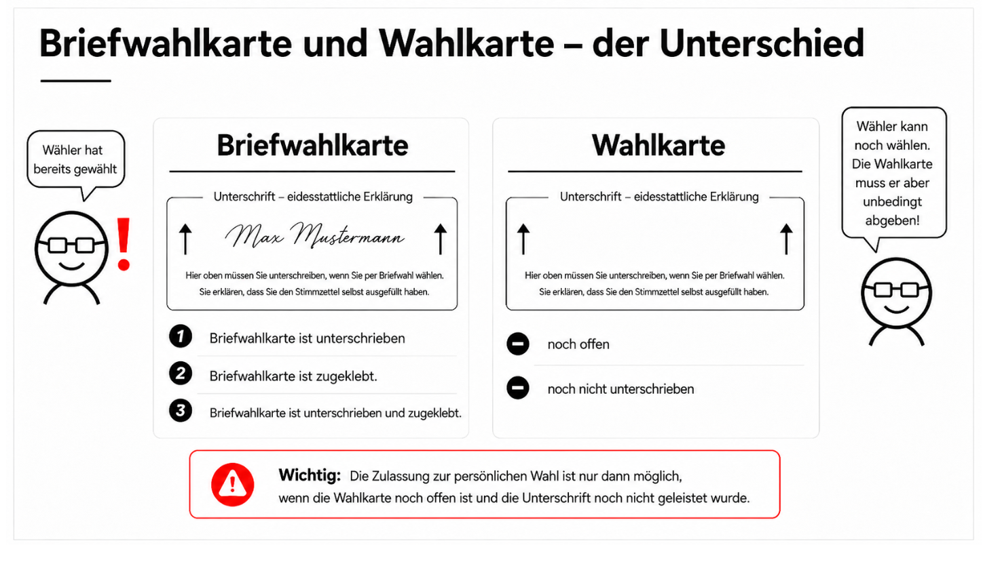 Briefwahlkarte und Wahlkarte – der Unterschied
Wähler hat
bereits gewählt
!
Briefwahlkarte
Unterschrift – eidesstattliche Erklärung
Max Mustermann
Hier oben müssen Sie unterschreiben, wenn Sie per Briefwahl wählen.
Sie erklären, dass Sie den Stimmzettel selbst ausgefüllt haben.
1 Briefwahlkarte ist unterschrieben
2 Briefwahlkarte ist zugeklebt.
3 Briefwahlkarte ist unterschrieben und zugeklebt.
Wahlkarte
Unterschrift – eidesstattliche Erklärung
Hier oben müssen Sie unterschreiben, wenn Sie per Briefwahl wählen.
Sie erklären, dass Sie den Stimmzettel selbst ausgefüllt haben.
noch offen
noch nicht unterschrieben
Wähler kann
noch wählen.
Die Wahlkarte
muss er aber
unbedingt
abgeben!
Wichtig: Die Zulassung zur persönlichen Wahl ist nur dann möglich,
wenn die Wahlkarte noch offen ist und die Unterschrift noch nicht geleistet wurde.